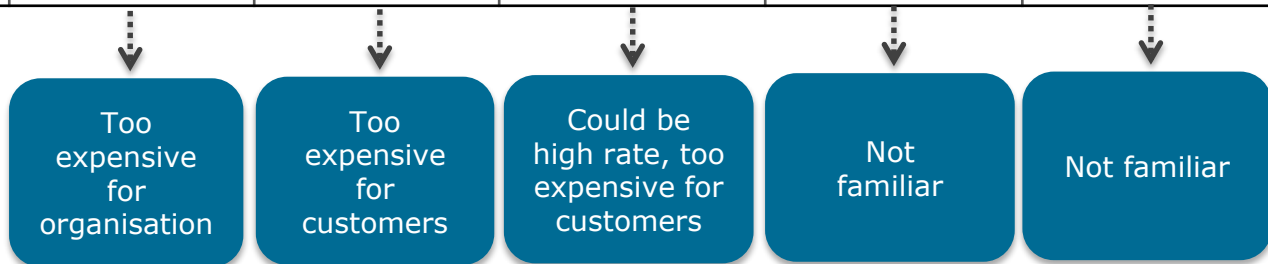 Too
expensive
for
organisation
Too
expensive
for
customers
Could be
high rate, too
expensive for
customers
Not
familiar
Not familiar